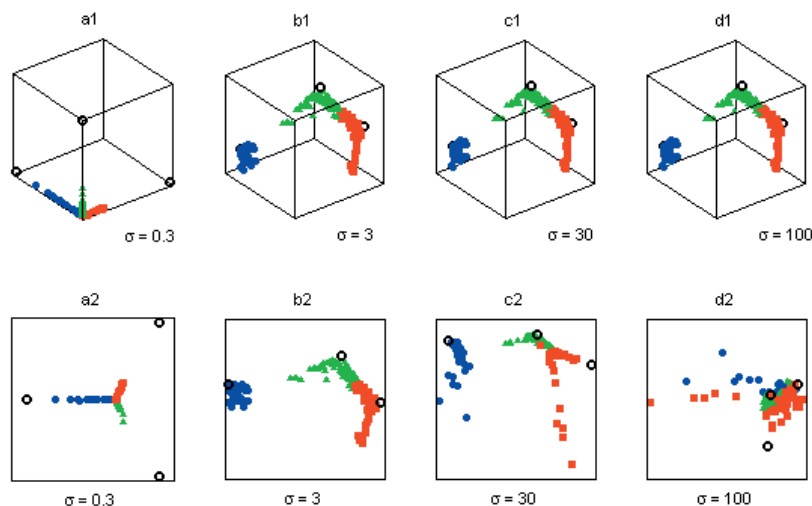 a1 b1 c1 d1
σ = 0.3 σ = 3 σ = 30 σ = 100
a2 b2 c2 d2
σ = 0.3 σ = 3 σ = 30 σ = 100